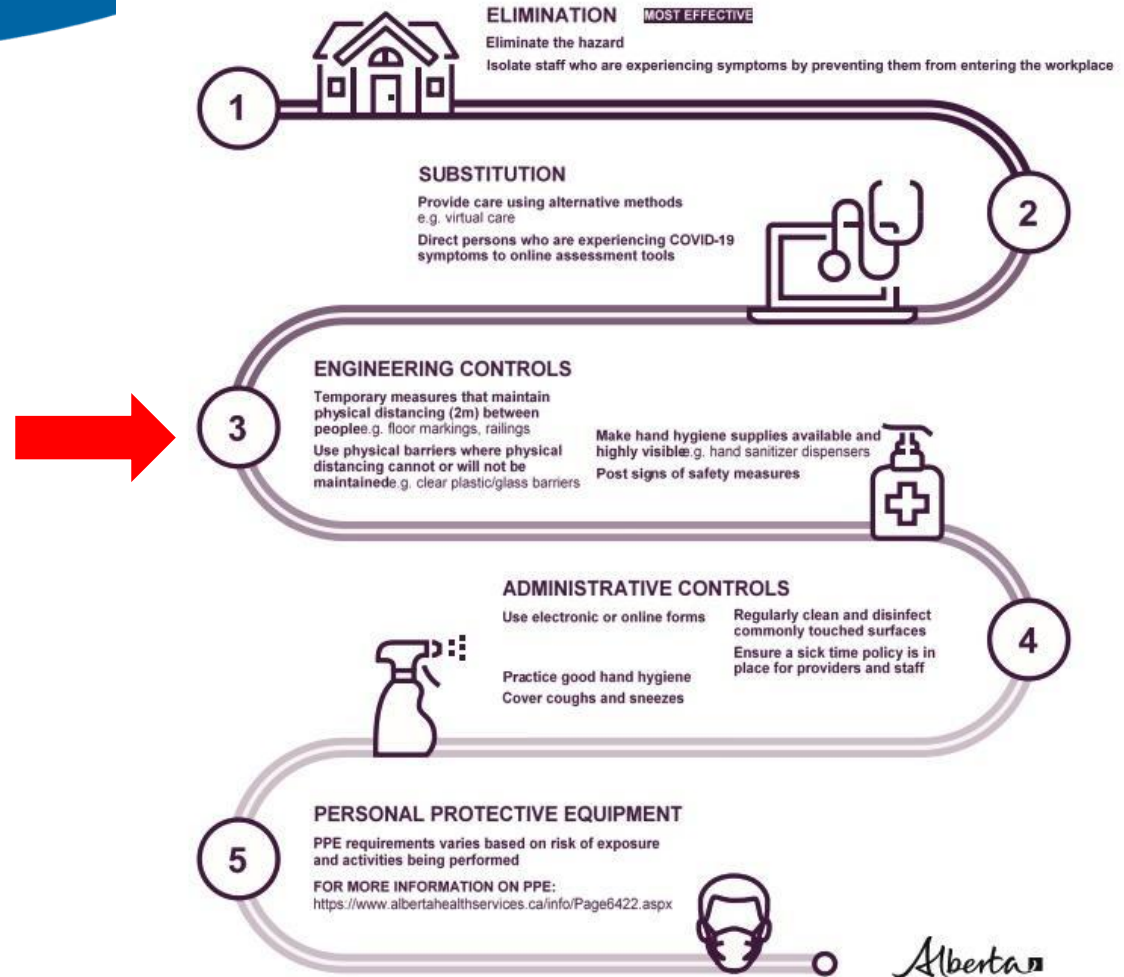 ELIMINATION MOST EFFECTIVE
Eliminate the hazard
Isolate staff who are experiencing symptoms by preventing them from entering the workplace
1
SUBSTITUTION
Provide care using alternative methods
e.g. virtual care
Direct persons who are experiencing COVID-19
symptoms to online assessment tools
2
ENGINEERING CONTROLS
Temporary measures that maintain
physical distancing (2m) between
peoplee.g. floor markings, railings
Use physical barriers where physical
distancing cannot or will not be
maintainede.g. clear plastic/glass barriers
Make hand hygiene supplies available and
highly visiblee.g. hand sanitizer dispensers
Post signs of safety measures
3
ADMINISTRATIVE CONTROLS
Use electronic or online forms
Practice good hand hygiene
Cover coughs and sneezes
Regularly clean and disinfect
commonly touched surfaces
Ensure a sick time policy is in
place for providers and staff
4
PERSONAL PROTECTIVE EQUIPMENT
PPE requirements varies based on risk of exposure
and activities being performed
FOR MORE INFORMATION ON PPE:
https://www.albertahealthservices.ca/info/Page6422.aspx
5
Alberta